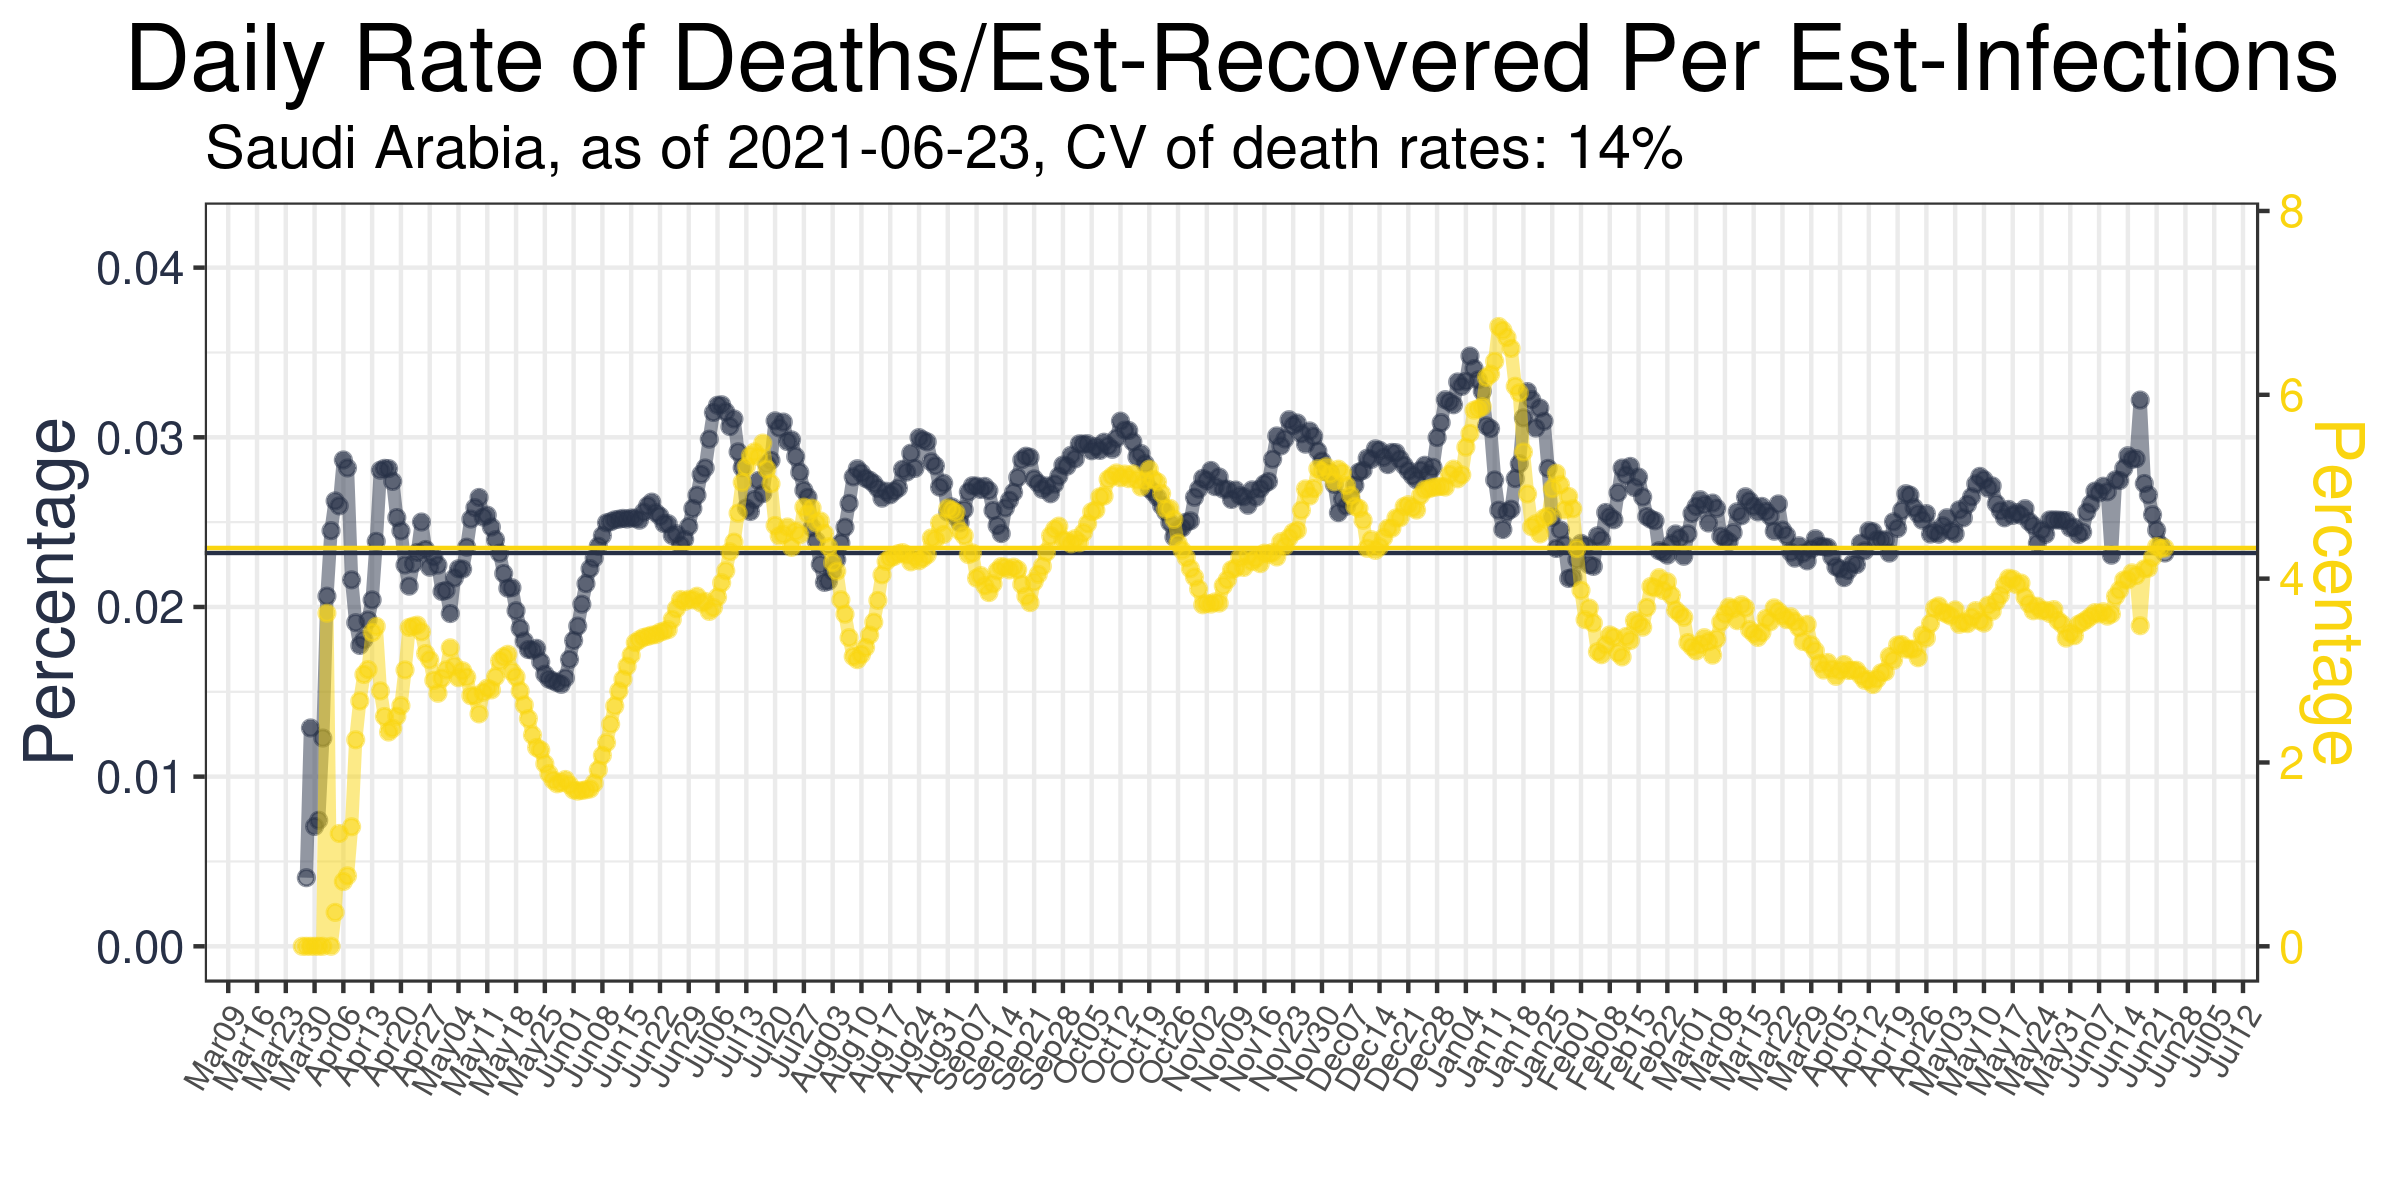 Daily Rate of Deaths/Est-Recovered Per Est-Infections
Saudi Arabia, as of 2021-06-23, CV of death rates: 14%
Percentage
0.04
0.03
0.02
0.01
0.00
8
6
4
2
0
Percentage
Mar09
Mar16
Mar23
Mar30
Apr06
Apr13
Apr20
Apr27
May04
May11
May18
May25
Jun01
Jun08
Jun15
Jun22
Jun29
Jul06
Jul13
Jul20
Jul27
Aug03
Aug10
Aug17
Aug24
Aug31
Sep07
Sep14
Sep21
Sep28
Oct05
Oct12
Oct19
Oct26
Nov02
Nov09
Nov16
Nov23
Nov30
Dec07
Dec14
Dec21
Dec28
Jan04
Jan11
Jan18
Jan25
Feb01
Feb08
Feb15
Feb22
Mar01
Mar08
Mar15
Mar22
Mar29
Apr05
Apr12
Apr19
Apr26
May03
May10
May17
May24
May31
Jun07
Jun14
Jun21
Jun28
Jul05
Jul12